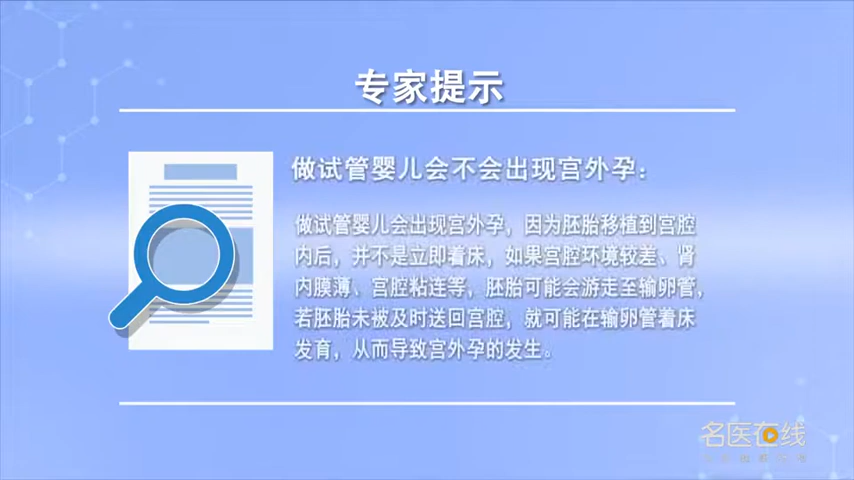 专家提示
做试管婴儿会不会出现宫外孕：
做试管婴儿会出现宫外孕，因为胚胎移植到宫腔
内后，并不是立即着床，如果宫腔环境较差、肾
内膜薄、宫腔粘连等，胚胎可能会游走至输卵管，
若胚胎未被及时送回宫腔，就可能在输卵管着床
发育，从而导致宫外孕的发生。
名医在线